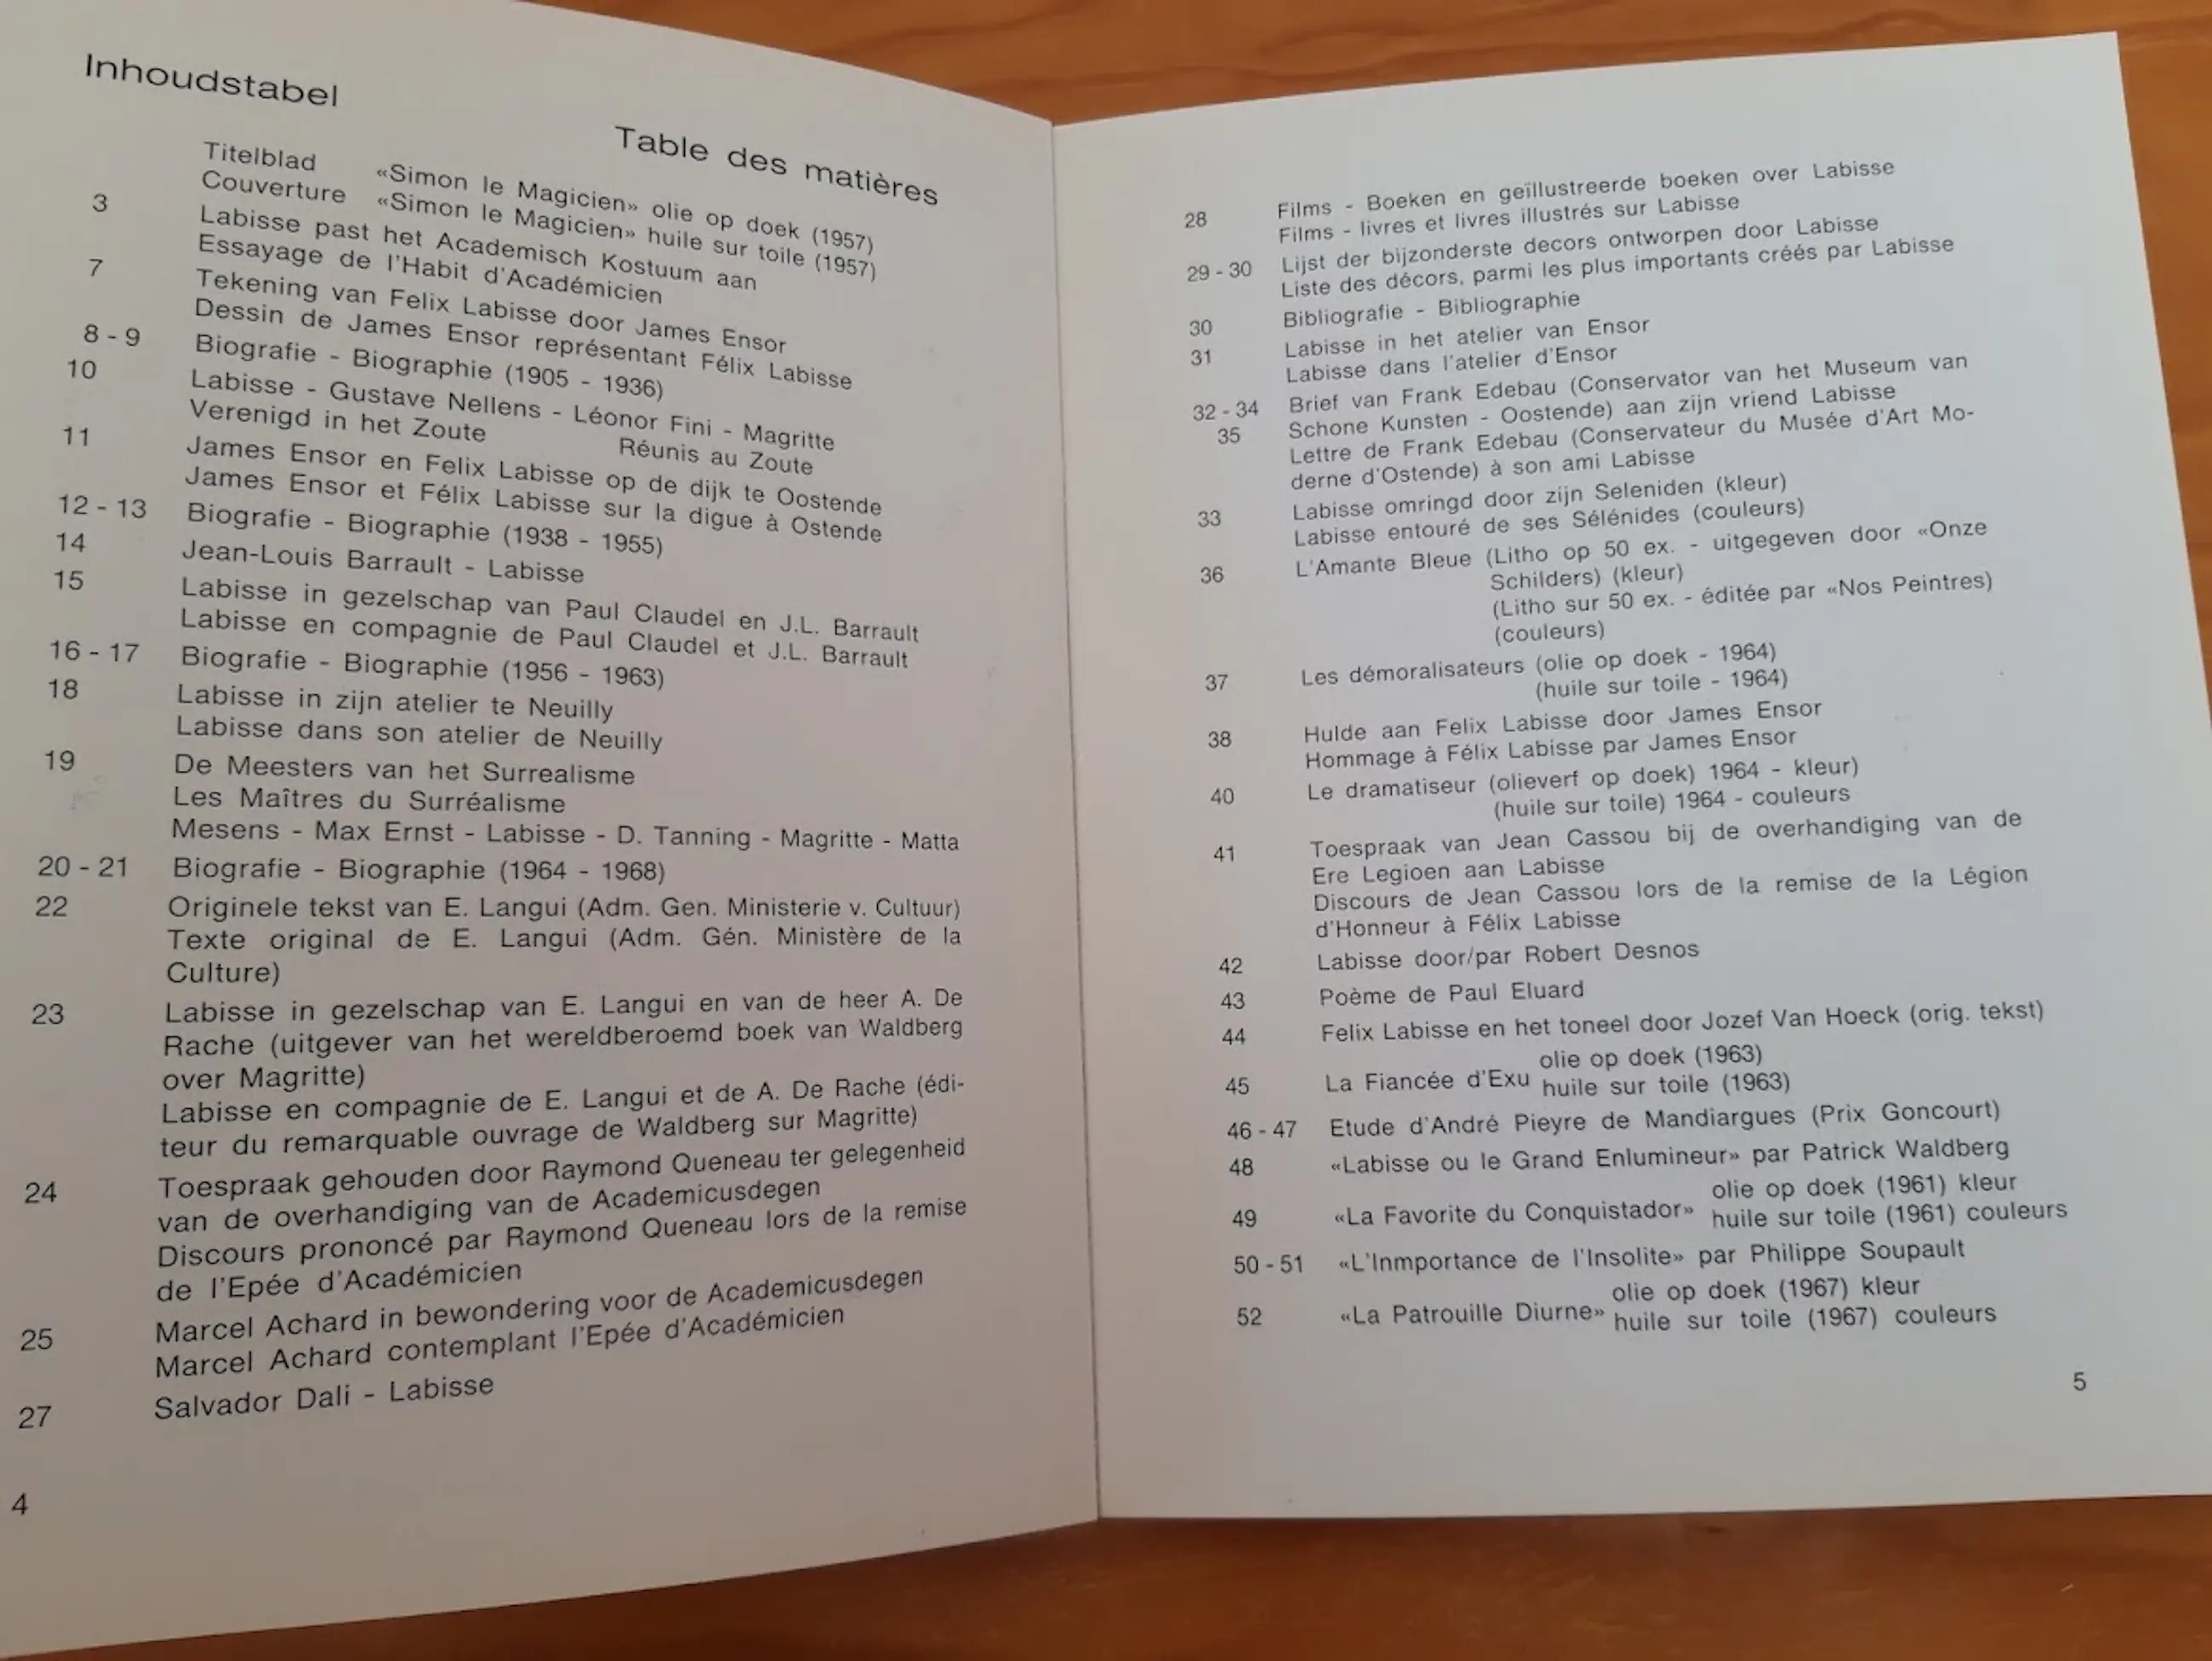 Inhoudstabel
Table des matières
Titelblad «Simon le Magicien» olie op doek (1957)
Couverture «Simon le Magicien» huile sur toile (1957)
3 Labisse past het Academisch Kostuum aan
Essayage de l'Habit d'Académicien
7 Tekening van Felix Labisse door James Ensor
Dessin de James Ensor représentant Félix Labisse
8 - 9 Biografie - Biographie (1905 - 1936)
10 Labisse - Gustave Nellens - Léonor Fini - Magritte
Verenigd in het Zoute Réunis au Zoute
11 James Ensor en Felix Labisse op de dijk te Oostende
James Ensor et Félix Labisse sur la digue à Ostende
12 - 13 Biografie - Biographie (1938 - 1955)
14 Jean-Louis Barrault - Labisse
15 Labisse in gezelschap van Paul Claudel en J.L. Barrault
Labisse en compagnie de Paul Claudel et J.L. Barrault
16 - 17 Biografie - Biographie (1956 - 1963)
18 Labisse in zijn atelier te Neuilly
Labisse dans son atelier de Neuilly
19 De Meesters van het Surrealisme
Les Maîtres du Surréalisme
Mesens - Max Ernst - Labisse - D. Tanning - Magritte - Matta
20 - 21 Biografie - Biographie (1964 - 1968)
22 Originele tekst van E. Langui (Adm. Gen. Ministerie v. Cultuur)
Texte original de E. Langui (Adm. Gén. Ministère de la
Culture)
23 Labisse in gezelschap van E. Langui en van de heer A. De
Rache (uitgever van het wereldberoemd boek van Waldberg
over Magritte)
Labisse en compagnie de E. Langui et de A. De Rache (édi-
teur du remarquable ouvrage de Waldberg sur Magritte)
24 Toespraak gehouden door Raymond Queneau ter gelegenheid
van de overhandiging van de Academicusdegen
Discours prononcé par Raymond Queneau lors de la remise
de l'Epée d'Académicien
25 Marcel Achard in bewondering voor de Academicusdegen
Marcel Achard contemplant l'Epée d'Académicien
27 Salvador Dali - Labisse
4
28 Films - Boeken en geïllustreerde boeken over Labisse
Films - livres et livres illustrés sur Labisse
29 - 30 Lijst der bijzonderste decors ontworpen door Labisse
Liste des décors, parmi les plus importants créés par Labisse
30 Bibliografie - Bibliographie
31 Labisse in het atelier van Ensor
Labisse dans l'atelier d'Ensor
32 - 34 Brief van Frank Edebau (Conservator van het Museum van
35 Schone Kunsten - Oostende) aan zijn vriend Labisse
Lettre de Frank Edebau (Conservateur du Musée d'Art Mo-
derne d'Ostende) à son ami Labisse
33 Labisse omringd door zijn Seleniden (kleur)
Labisse entouré de ses Sélénides (couleurs)
36 L'Amante Bleue (Litho op 50 ex. - uitgegeven door «Onze
Schilders) (kleur)
(Litho sur 50 ex. - éditée par «Nos Peintres)
(couleurs)
37 Les démoralisateurs (olie op doek - 1964)
(huile sur toile - 1964)
38 Hulde aan Felix Labisse door James Ensor
Hommage à Félix Labisse par James Ensor
40 Le dramatiseur (olieverf op doek) 1964 - kleur)
(huile sur toile) 1964 - couleurs
41 Toespraak van Jean Cassou bij de overhandiging van de
Ere Legioen aan Labisse
Discours de Jean Cassou lors de la remise de la Légion
d'Honneur à Félix Labisse
42 Labisse door/par Robert Desnos
43 Poème de Paul Eluard
44 Felix Labisse en het toneel door Jozef Van Hoeck (orig. tekst)
olie op doek (1963)
45 La Fiancée d'Exu huile sur toile (1963)
46 - 47 Etude d'André Pieyre de Mandiargues (Prix Goncourt)
48 «Labisse ou le Grand Enlumineur» par Patrick Waldberg
olie op doek (1961) kleur
49 «La Favorite du Conquistador» huile sur toile (1961) couleurs
50 - 51 «L'Inmportance de l'Insolite» par Philippe Soupault
olie op doek (1967) kleur
52 «La Patrouille Diurne» huile sur toile (1967) couleurs
5